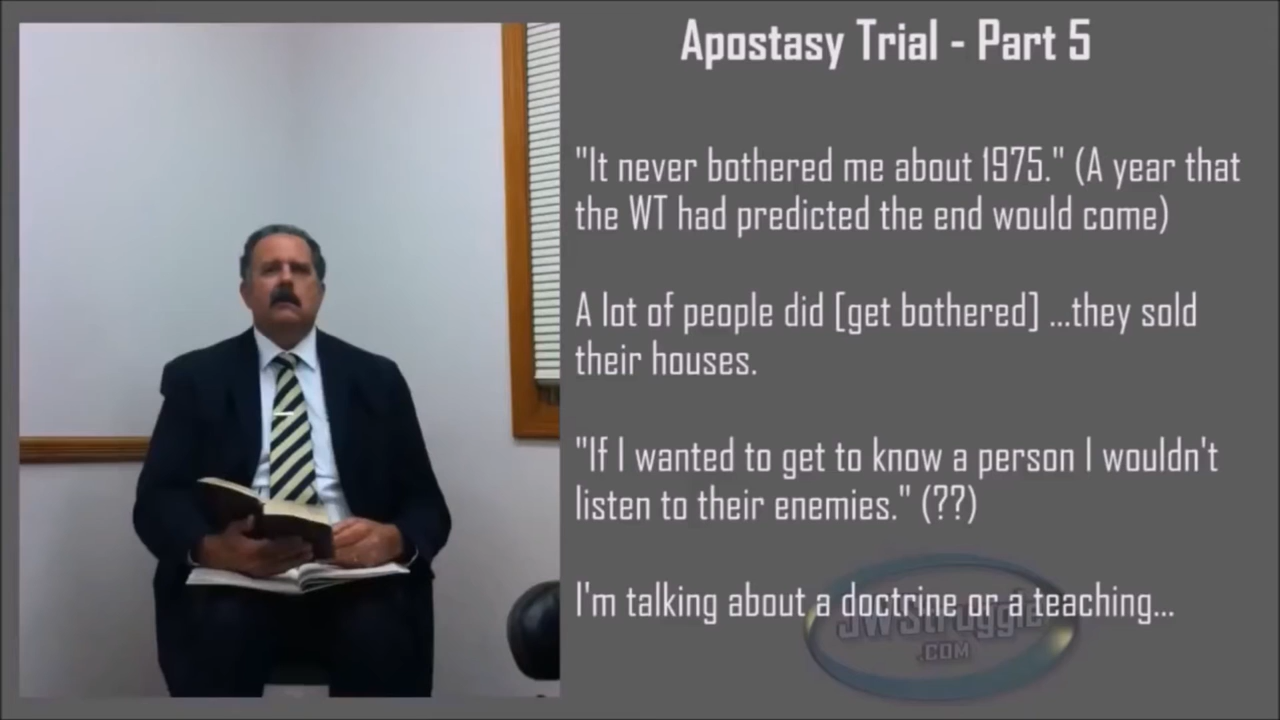 Apostasy Trial - Part 5
"It never bothered me about 1975." (A year that
the WT had predicted the end would come)
A lot of people did [get bothered] ...they sold
their houses.
"If I wanted to get to know a person I wouldn't
listen to their enemies." (??)
I'm talking about a doctrine or a teaching...
JWStruggle
.COM